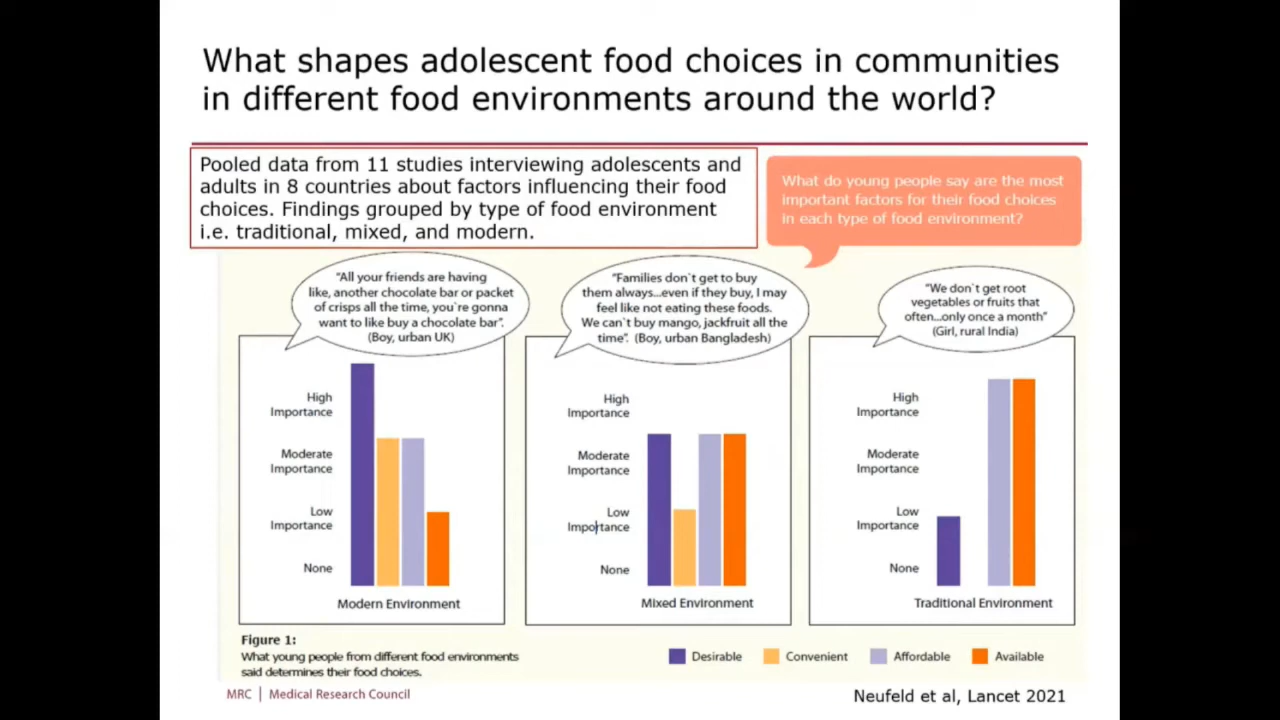 What shapes adolescent food choices in communities
in different food environments around the world?
Pooled data from 11 studies interviewing adolescents and
adults in 8 countries about factors influencing their food
choices. Findings grouped by type of food environment
i.e. traditional, mixed, and modern.
What do young people say are the most
important factors for their food choices
in each type of food environment?
“All your friends are having
like, another chocolate bar or packet
of crisps all the time, you`re gonna
want to like buy a chocolate bar”.
(Boy, urban UK)
High
Importance
Moderate
Importance
Low
Importance
None
Modern Environment
“Families don`t get to buy
them always...even if they buy, I may
feel like not eating these foods.
We can`t buy mango, jackfruit all the
time”. (Boy, urban Bangladesh)
High
Importance
Moderate
Importance
Low
Importance
None
Mixed Environment
“We don`t get root
vegetables or fruits that
often...only once a month”
(Girl, rural India)
High
Importance
Moderate
Importance
Low
Importance
None
Traditional Environment
Figure 1:
What young people from different food environments
said determines their food choices.
Desirable Convenient Affordable Available
MRC | Medical Research Council
Neufeld et al, Lancet 2021